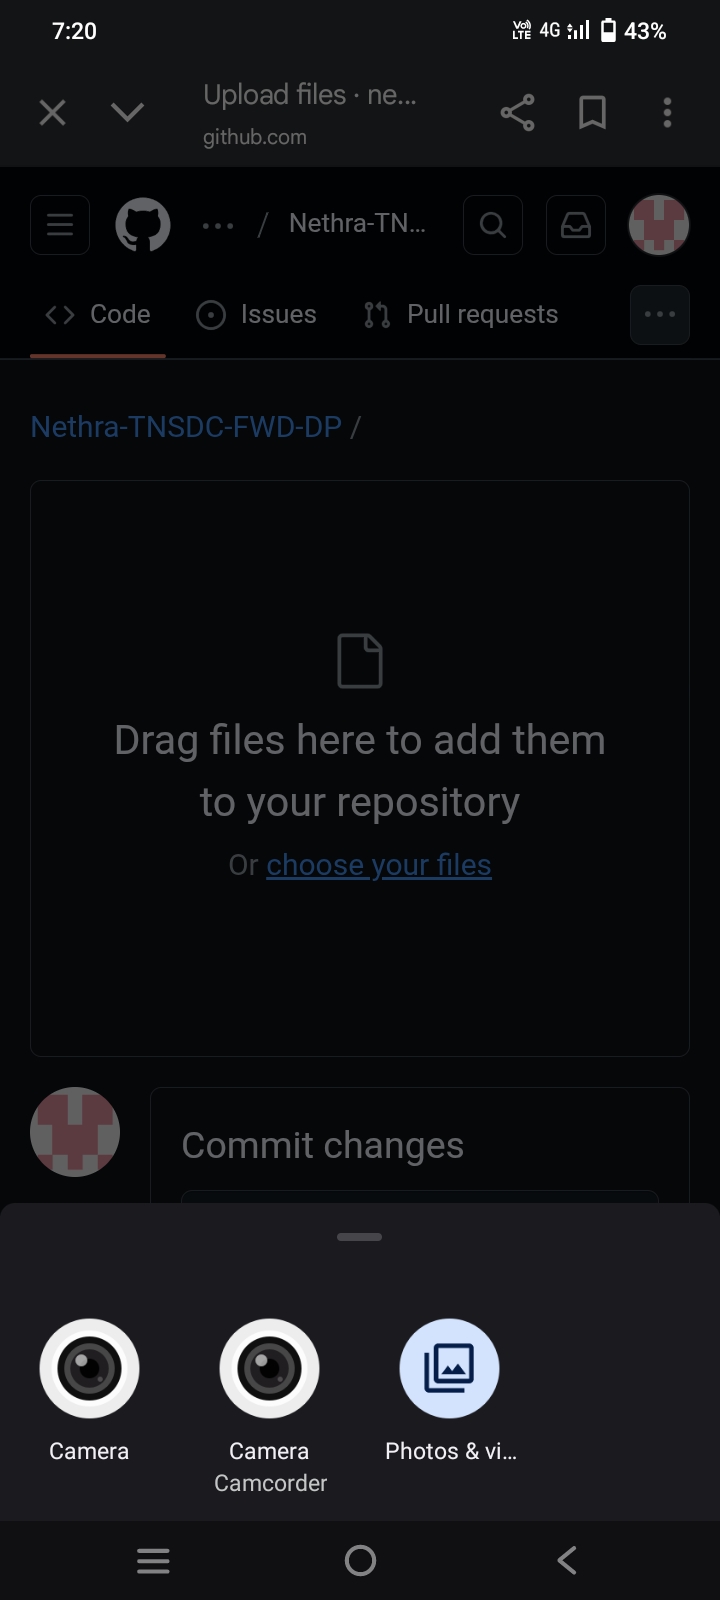 7:20 Vo) LTE 4G 43%
Upload files · ne...
github.com
... / Nethra-TN...
Code Issues Pull requests ...
Nethra-TNSDC-FWD-DP /
Drag files here to add them
to your repository
Or choose your files
Commit changes
Camera Camera Photos & vi...
Camcorder